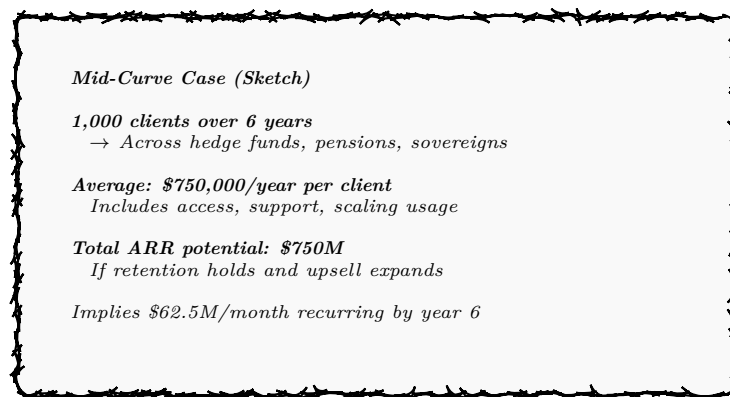 Mid-Curve Case (Sketch)
1,000 clients over 6 years
→ Across hedge funds, pensions, sovereigns
Average: $750,000/year per client
Includes access, support, scaling usage
Total ARR potential: $750M
If retention holds and upsell expands
Implies $62.5M/month recurring by year 6